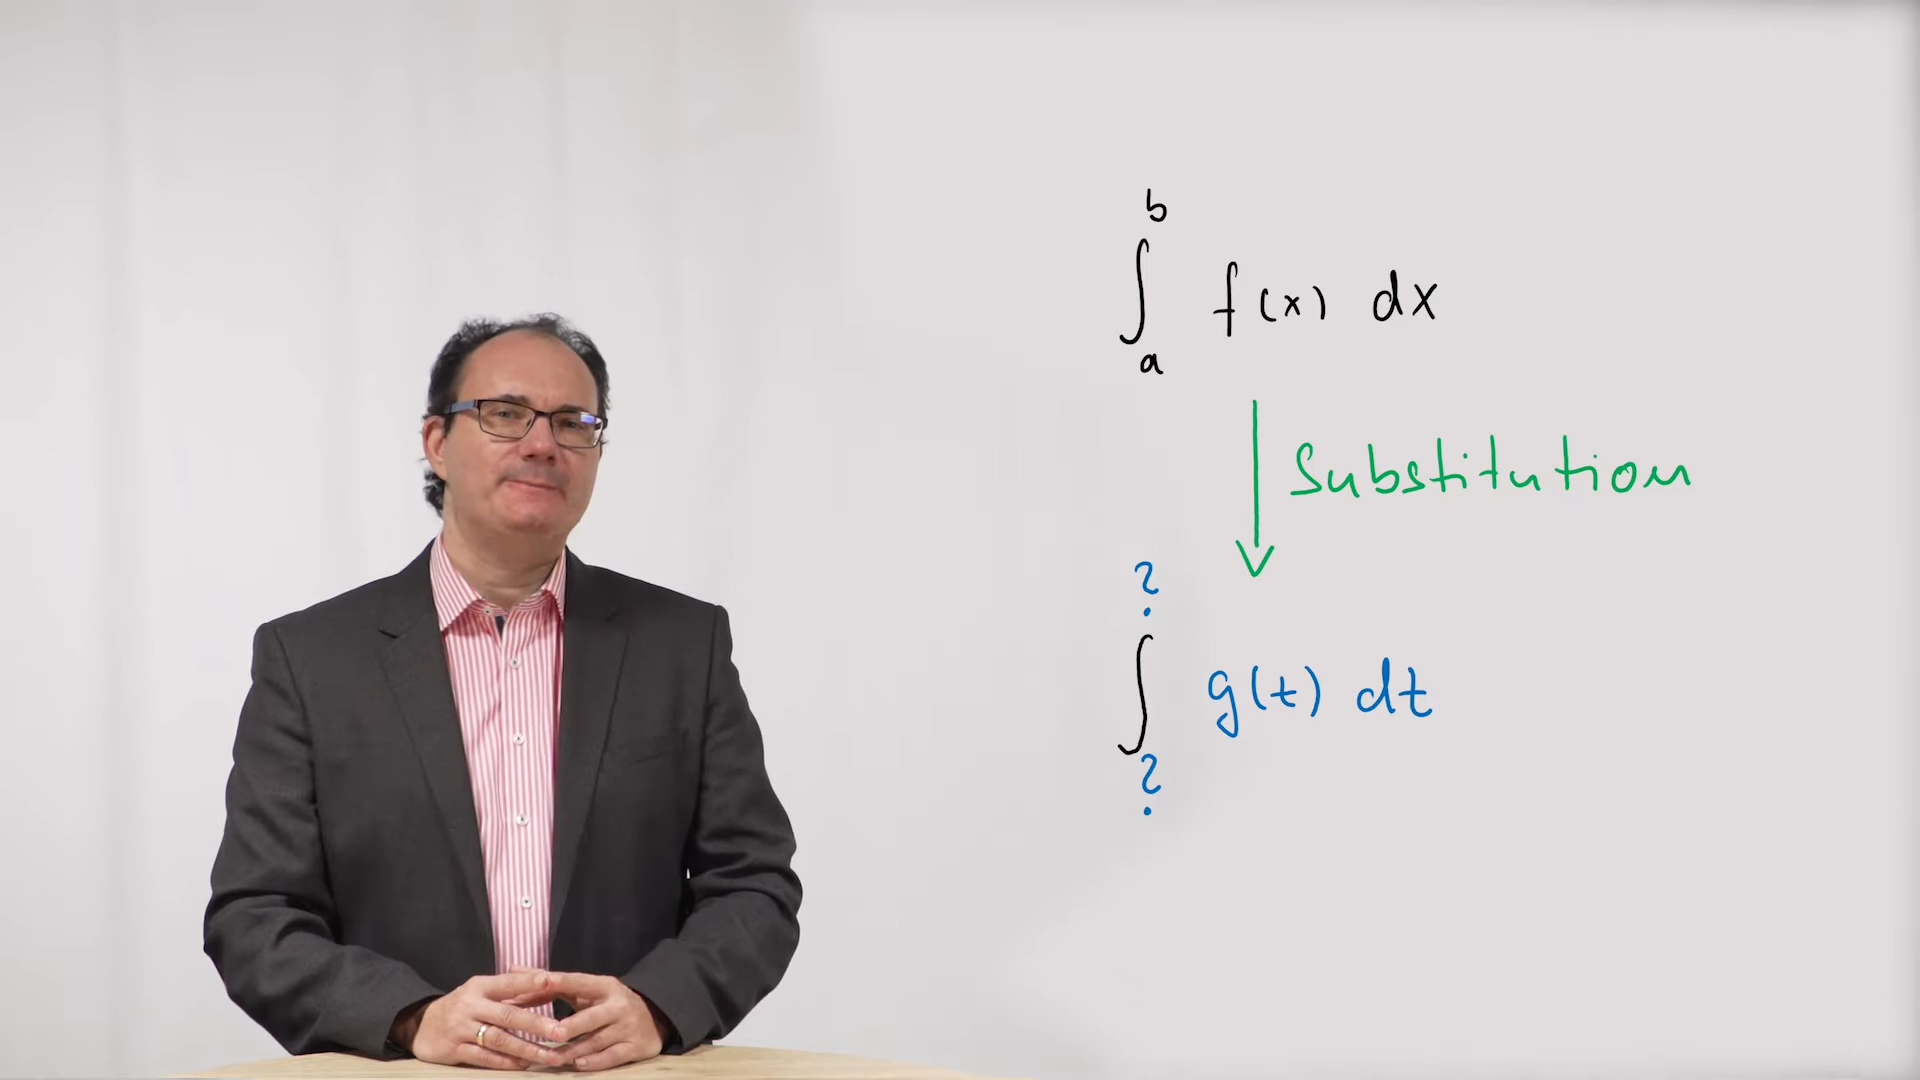 b
∫ f(x) dx
a
Substitution
?
∫ g(t) dt
?